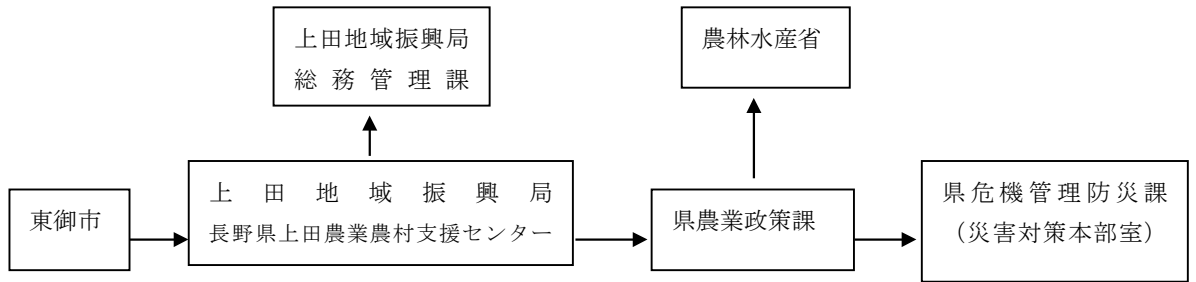 上田地域振興局
総務管理課
農林水産省
東御市
上田地域振興局
長野県上田農業農村支援センター
県農業政策課
県危機管理防災課
（災害対策本部室）